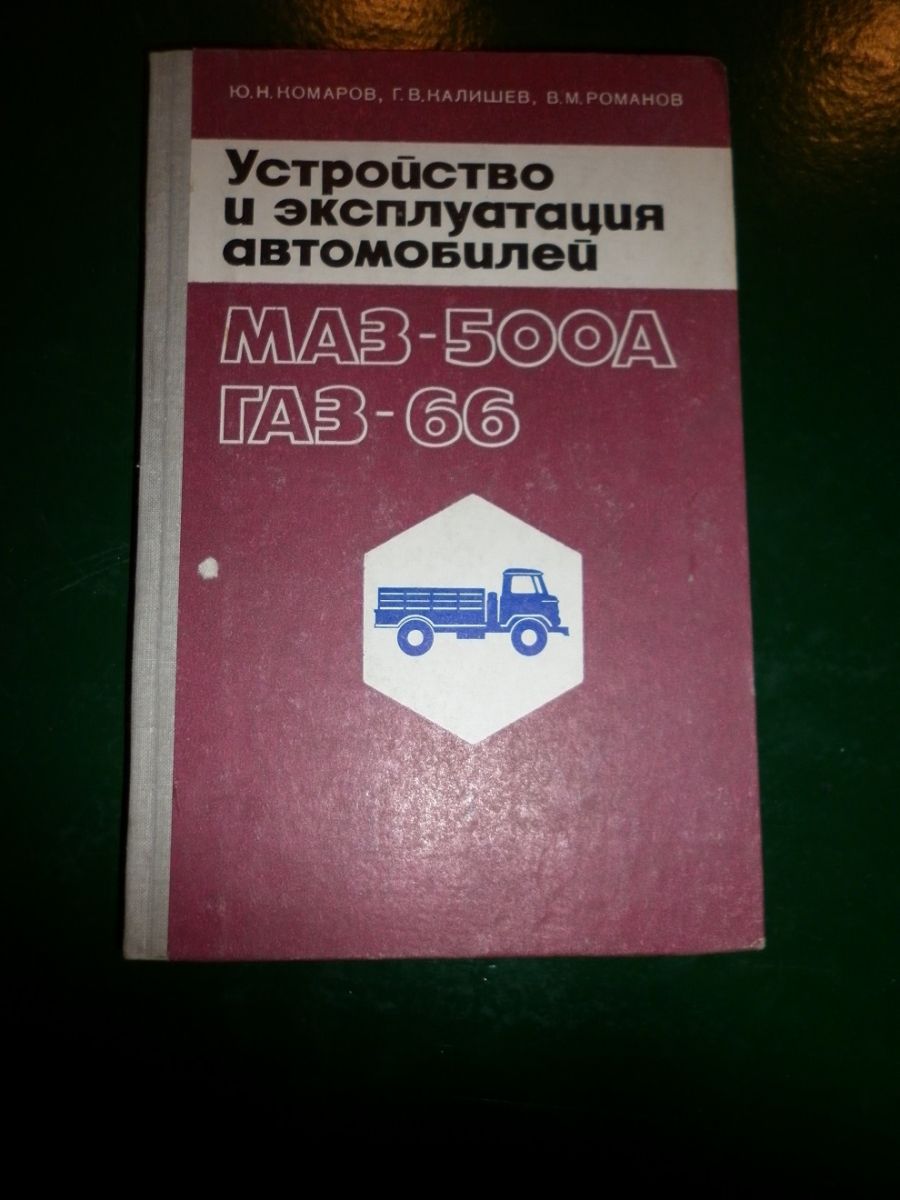 Ю.Н.КОМАРОВ, Г.В.КАЛИШЕВ, В.М.РОМАНОВ
Устройство
и эксплуатация
автомобилей
МАЗ-500А
ГАЗ-66